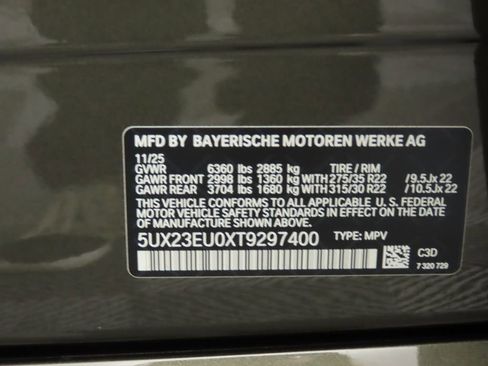 MFD BY BAYERISCHE MOTOREN WERKE AG
11/25
GVWR 6360 lbs 2885 kg TIRE / RIM
GAWR FRONT 2998 lbs 1360 kg WITH 275/35 R22 /9.5Jx 22
GAWR REAR 3704 lbs 1680 kg WITH 315/30 R22 /10.5Jx 22
THIS VEHICLE CONFORMS TO ALL APPLICABLE U. S. FEDERAL
MOTOR VEHICLE SAFETY STANDARDS IN EFFECT ON THE DATE
OF MANUFACTURE SHOWN ABOVE.
5UX23EU0XT9297400 TYPE: MPV
C3D
7 320 729